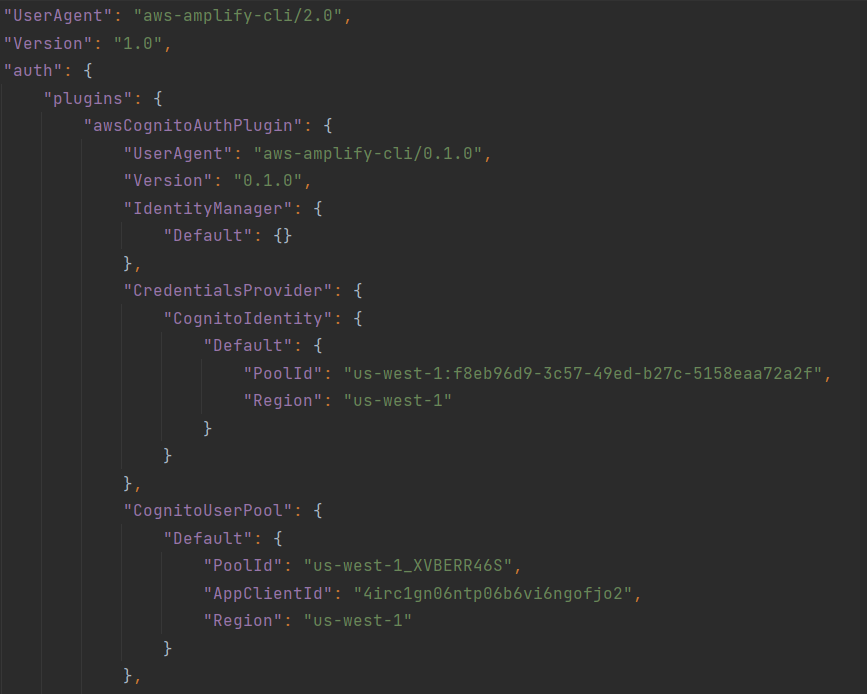 "UserAgent": "aws-amplify-cli/2.0",
"Version": "1.0",
"auth": {
"plugins": {
"awsCognitoAuthPlugin": {
"UserAgent": "aws-amplify-cli/0.1.0",
"Version": "0.1.0",
"IdentityManager": {
"Default": {}
},
"CredentialsProvider": {
"CognitoIdentity": {
"Default": {
"PoolId": "us-west-1:f8eb96d9-3c57-49ed-b27c-5158eaa72a2f",
"Region": "us-west-1"
}
}
},
"CognitoUserPool": {
"Default": {
"PoolId": "us-west-1_XVBERR46S",
"AppClientId": "4irc1gn06ntp06b6vi6ngofjo2",
"Region": "us-west-1"
}
},